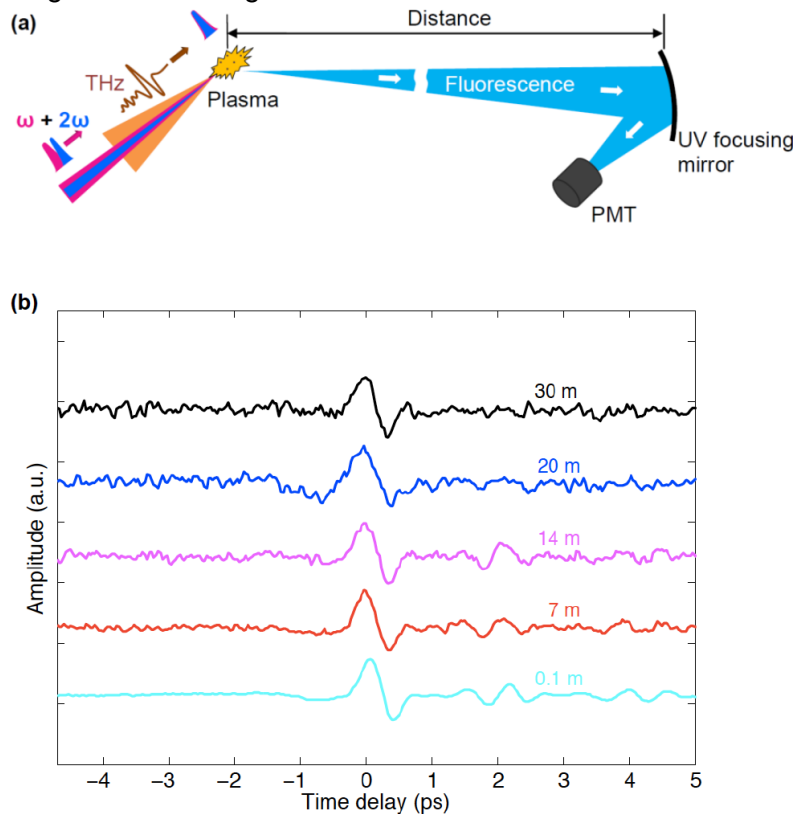 (a)
Distance
THz
Plasma
Fluorescence
ω + 2ω
UV focusing
mirror
PMT
(b)
30 m
20 m
14 m
7 m
0.1 m
Amplitude (a.u.)
−4 −3 −2 −1 0 1 2 3 4 5
Time delay (ps)